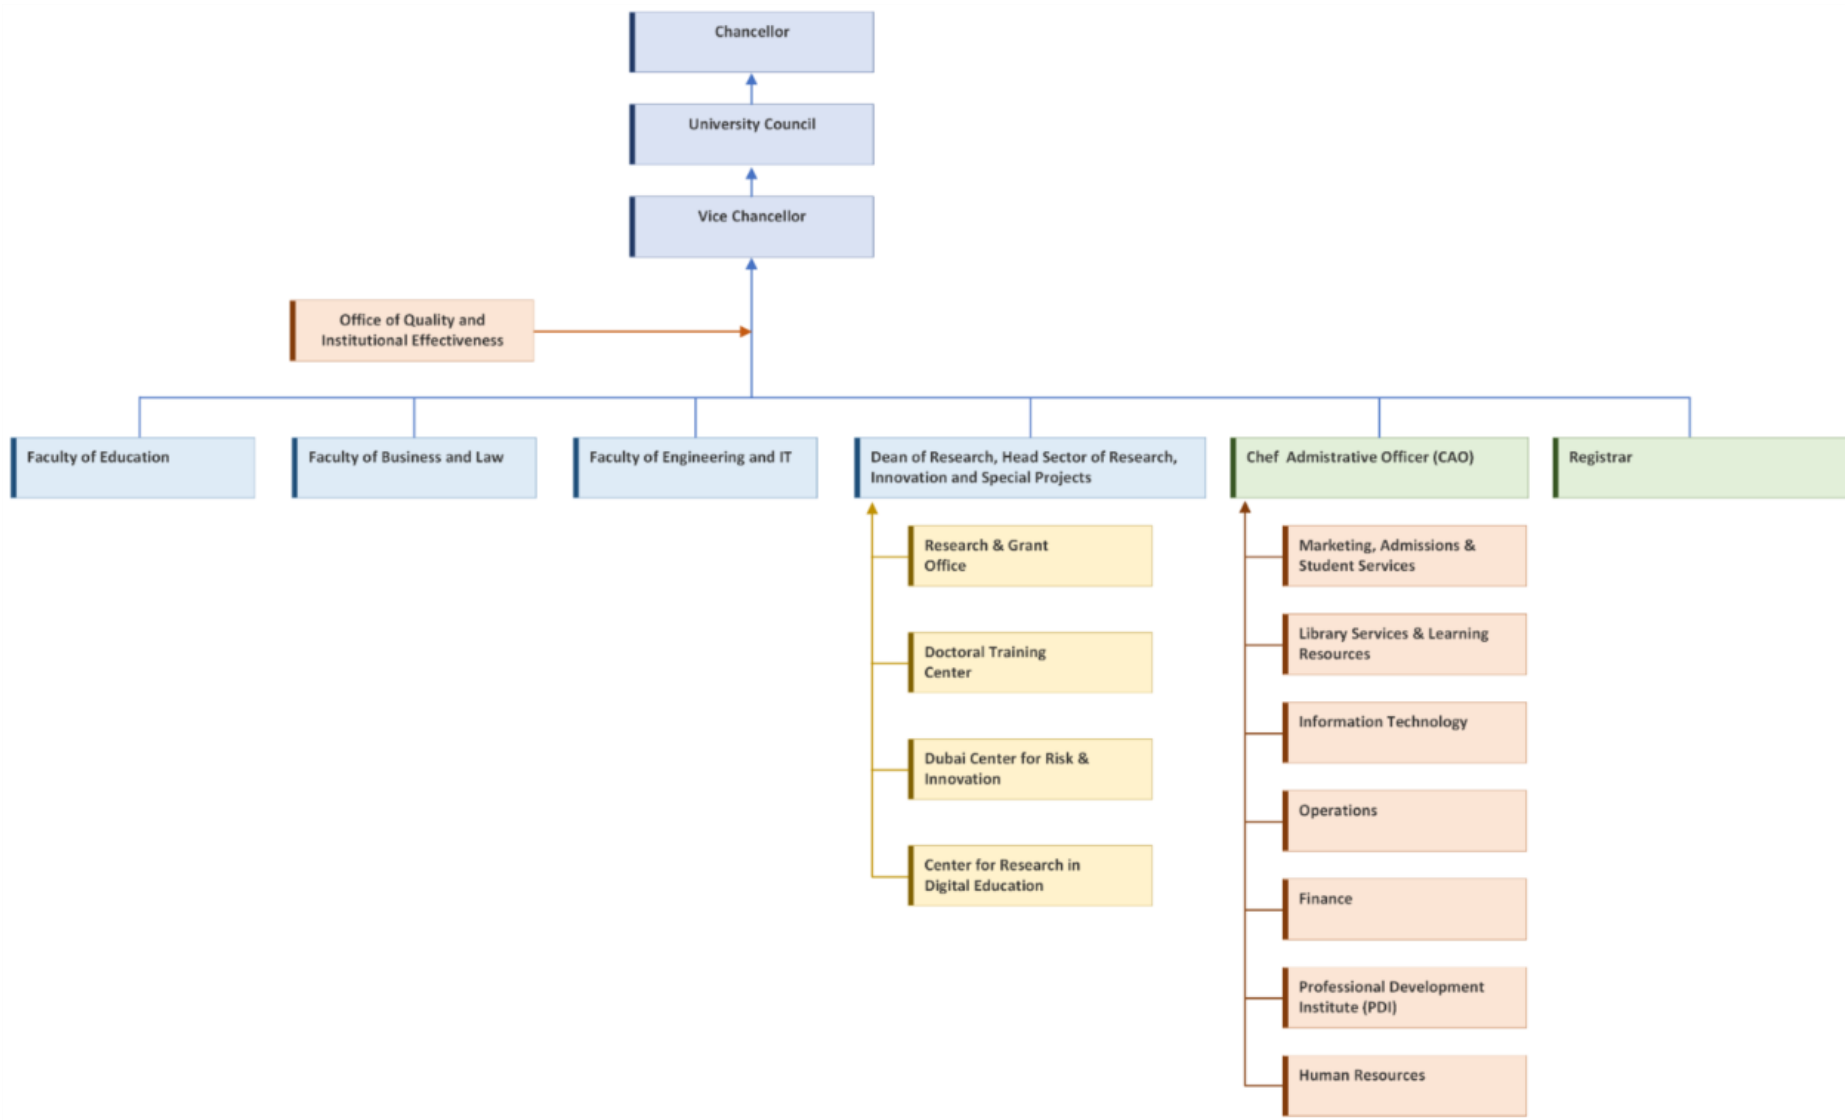 Chancellor
University Council
Vice Chancellor
Office of Quality and
Institutional Effectiveness
Faculty of Education
Faculty of Business and Law
Faculty of Engineering and IT
Dean of Research, Head Sector of Research,
Innovation and Special Projects
Chef Admistrative Officer (CAO)
Registrar
Research & Grant
Office
Doctoral Training
Center
Dubai Center for Risk &
Innovation
Center for Research in
Digital Education
Marketing, Admissions &
Student Services
Library Services & Learning
Resources
Information Technology
Operations
Finance
Professional Development
Institute (PDI)
Human Resources